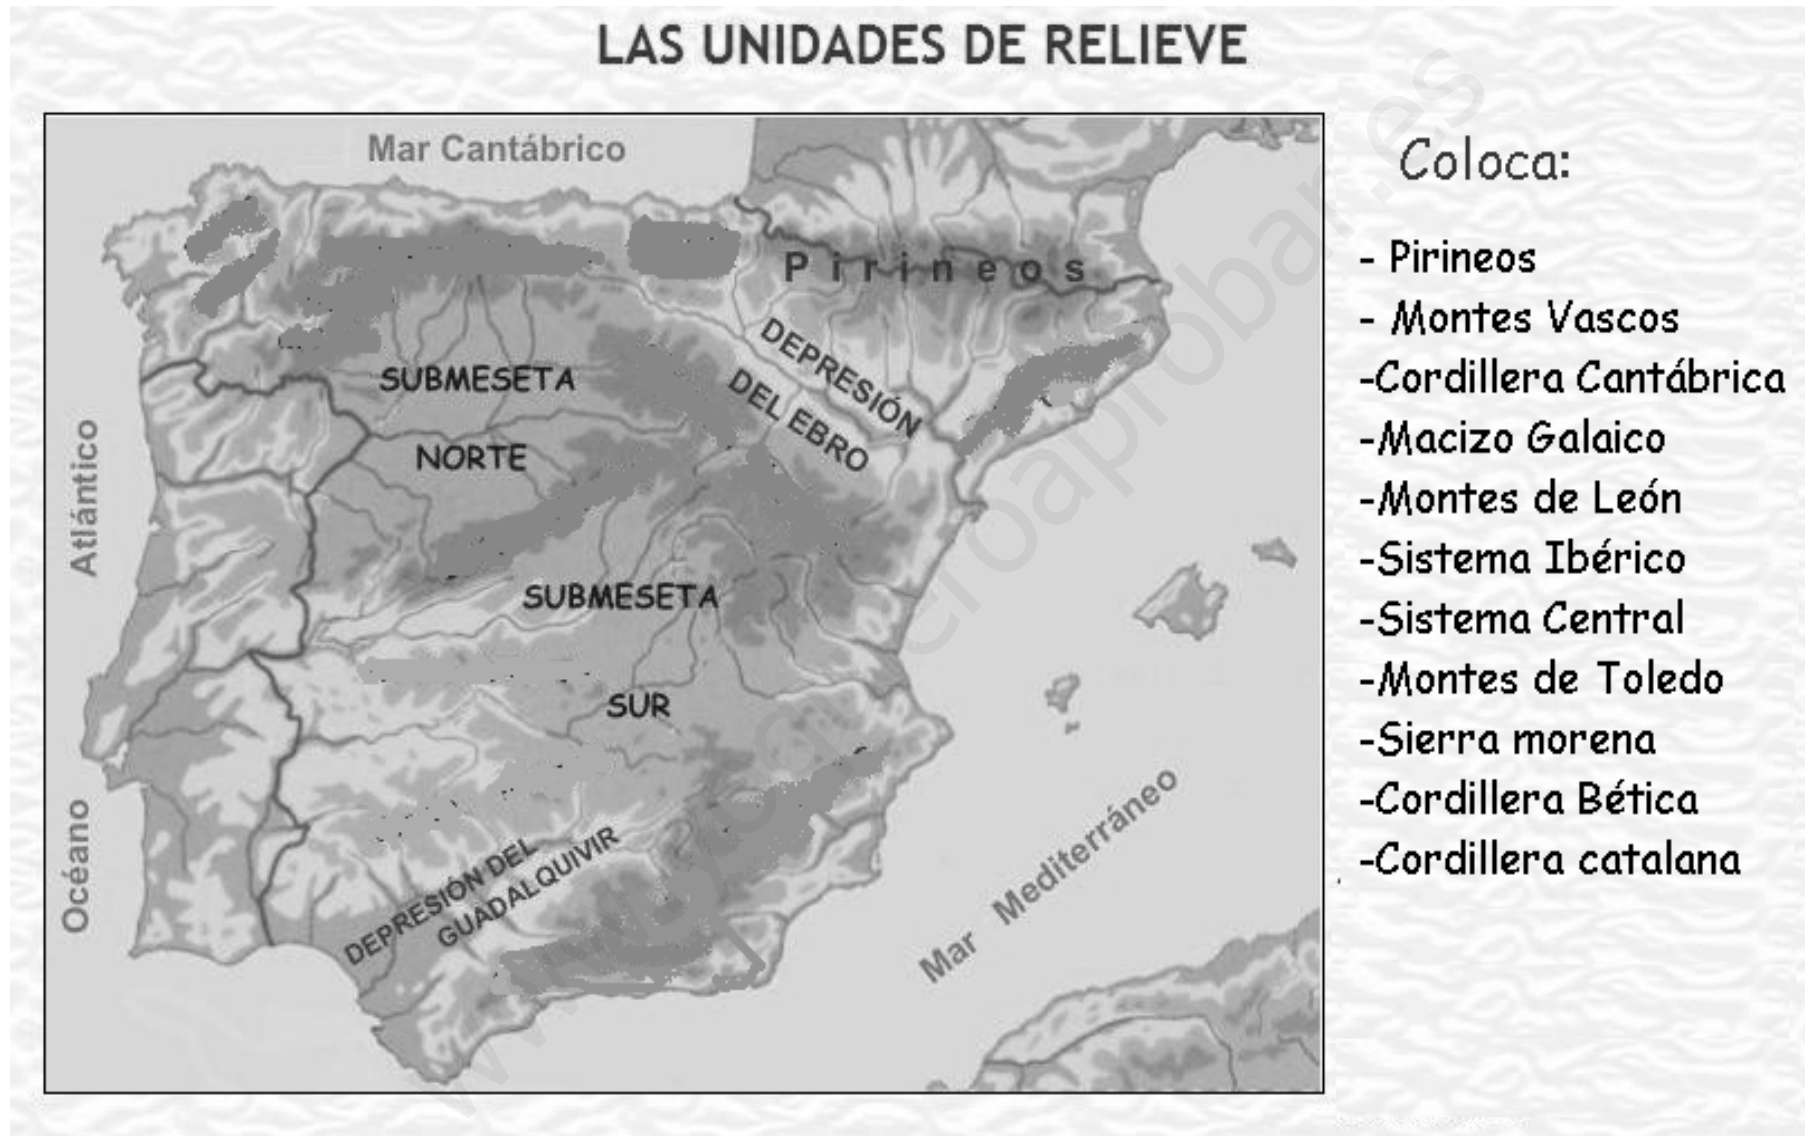 LAS UNIDADES DE RELIEVE
Mar Cantábrico
Pirineos
DEPRESIÓN
DEL EBRO
SUBMESETA
NORTE
SUBMESETA
SUR
Atlántico
Océano
DEPRESIÓN DEL
GUADALQUIVIR
Mar Mediterráneo
Coloca:
- Pirineos
- Montes Vascos
-Cordillera Cantábrica
-Macizo Galaico
-Montes de León
-Sistema Ibérico
-Sistema Central
-Montes de Toledo
-Sierra morena
-Cordillera Bética
-Cordillera catalana